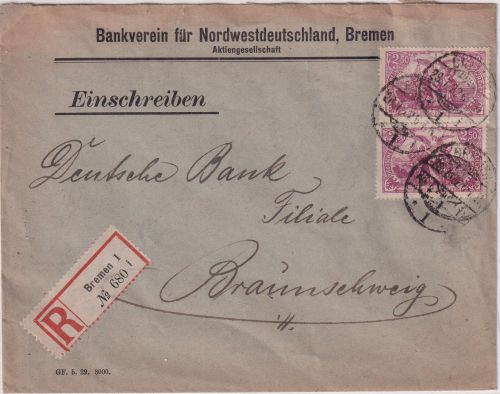 Bankverein für Nordwestdeutschland, Bremen
Aktiengesellschaft
Einschreiben
Deutsche Bank
Filiale
Braunschweig
R
Bremen 1
№ 680 i
GF. 5. 22. 3000.